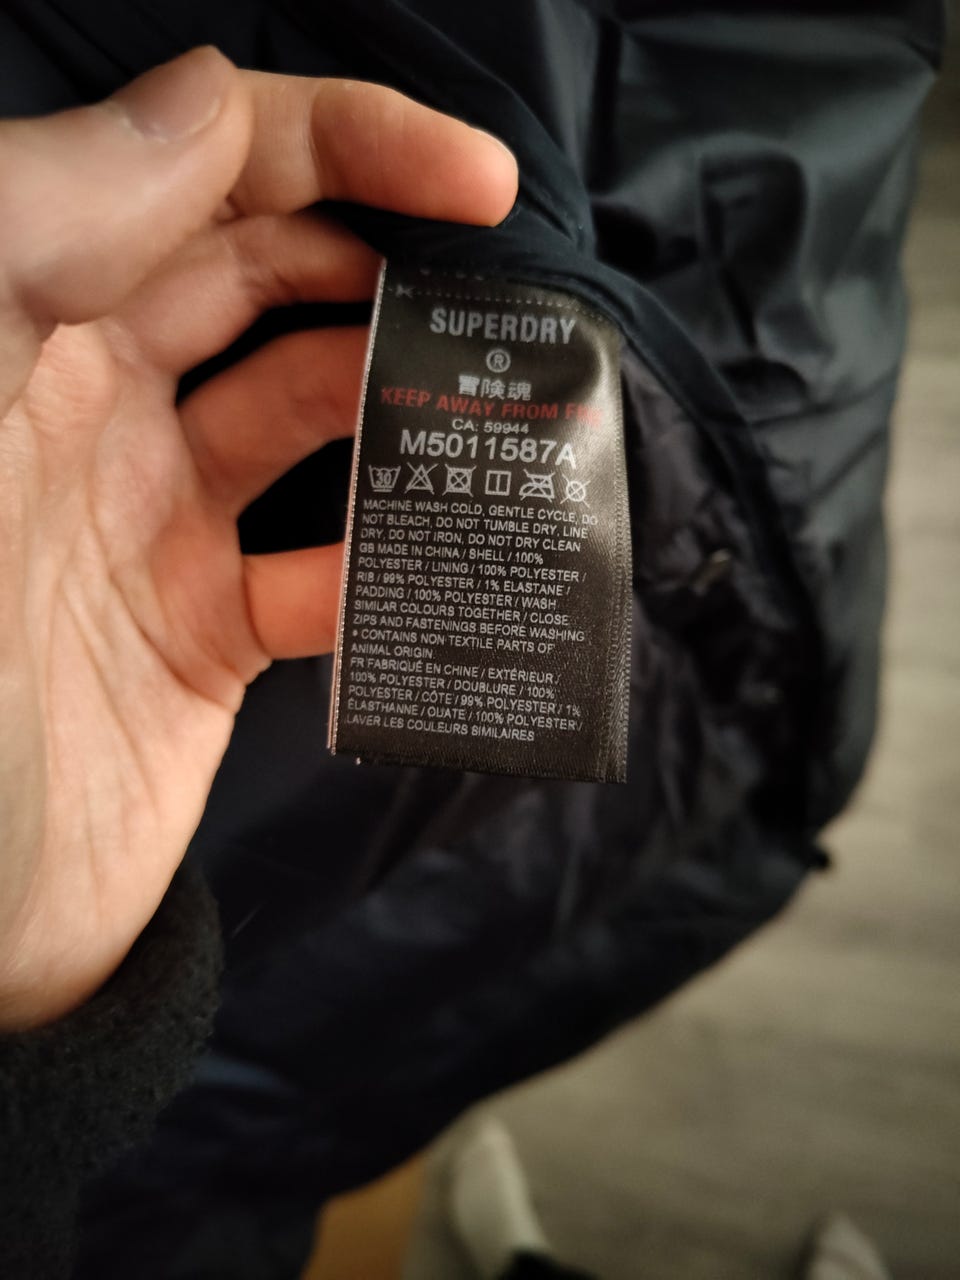 SUPERDRY
®
冒険魂
KEEP AWAY FROM
CA: 59944
M5011587A
30
MACHINE WASH COLD, GENTLE CYCLE, DO
NOT BLEACH, DO NOT TUMBLE DRY, LINE
DRY, DO NOT IRON, DO NOT DRY CLEAN
GB MADE IN CHINA / SHELL / 100%
POLYESTER / LINING / 100% POLYESTER /
RIB / 99% POLYESTER / 1% ELASTANE /
PADDING / 100% POLYESTER / WASH
SIMILAR COLOURS TOGETHER / CLOSE
ZIPS AND FASTENINGS BEFORE WASHING
* CONTAINS NON TEXTILE PARTS OF
ANIMAL ORIGIN
FR FABRIQUÉ EN CHINE / EXTÉRIEUR /
100% POLYESTER / DOUBLURE / 100%
POLYESTER / CÔTE / 99% POLYESTER / 1%
ÉLASTHANNE / OUATE / 100% POLYESTER /
LAVER LES COULEURS SIMILAIRES